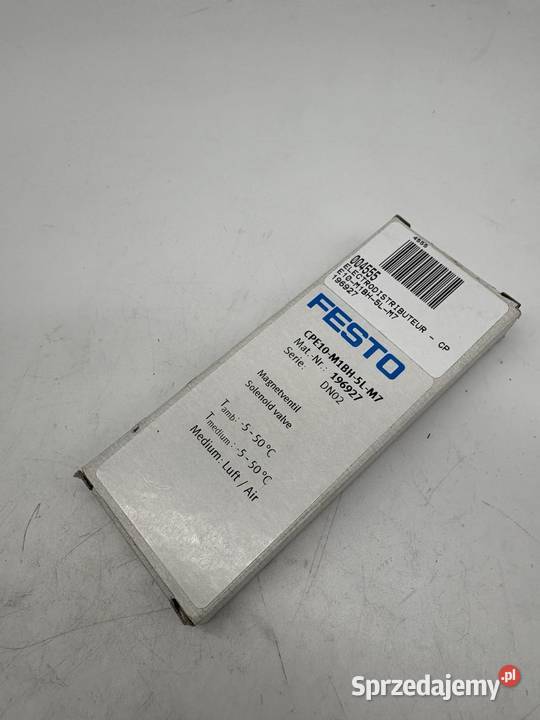 4555
004555
ELECTRODISTRIBUTEUR - CP
E10-M1BH-5L-M7
196927
FESTO
CPE10-M1BH-5L-M7
Mat.-Nr.: 196927
Serie: DN02
Magnetventil
Solenoid valve
Tamb: -5 - 50 °C
Tmedium: -5 - 50 °C
Medium: Luft / Air
Sprzedajemy.pl